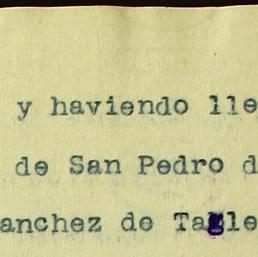 y haviendo lle
de San Pedro d
anchez de Tagle